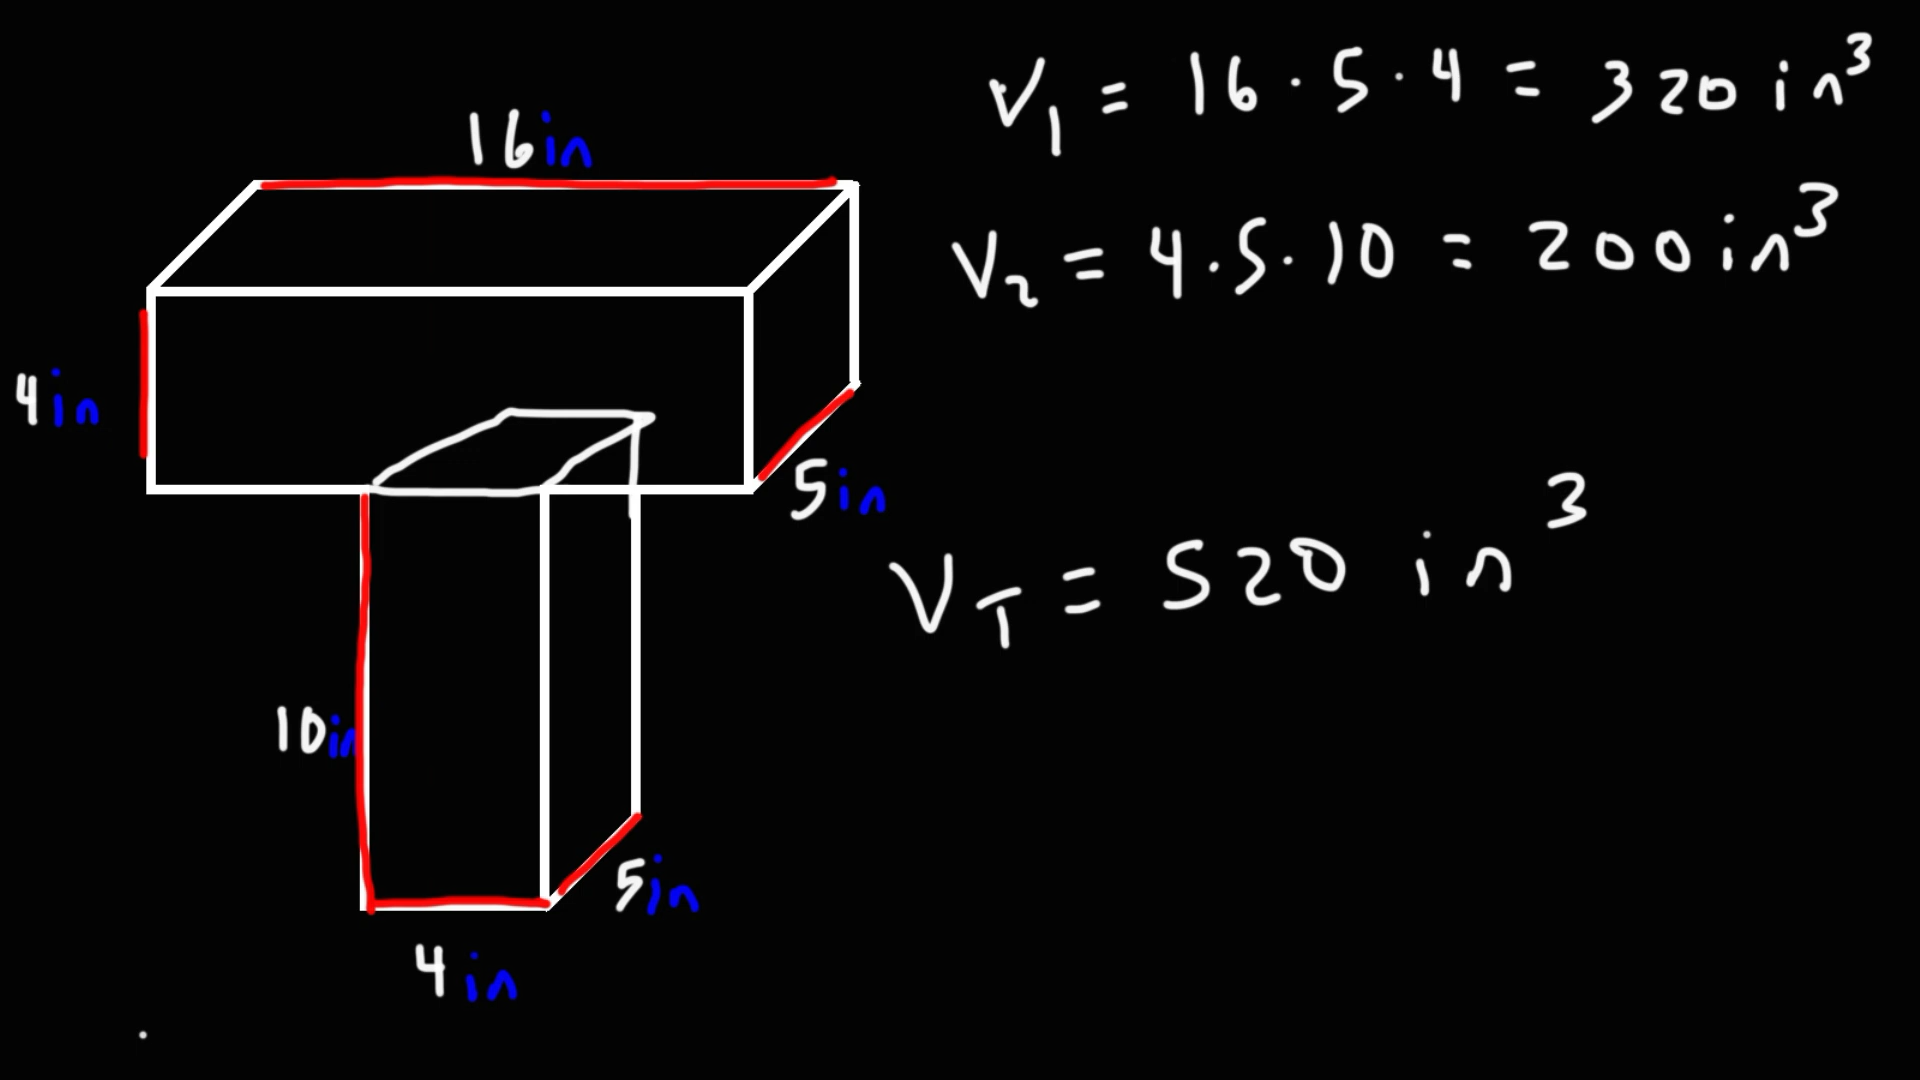 16in
4in
5in
10in
5in
4in
V₁ = 16 · 5 · 4 = 320 in³
V₂ = 4 · 5 · 10 = 200 in³
V_T = 520 in³